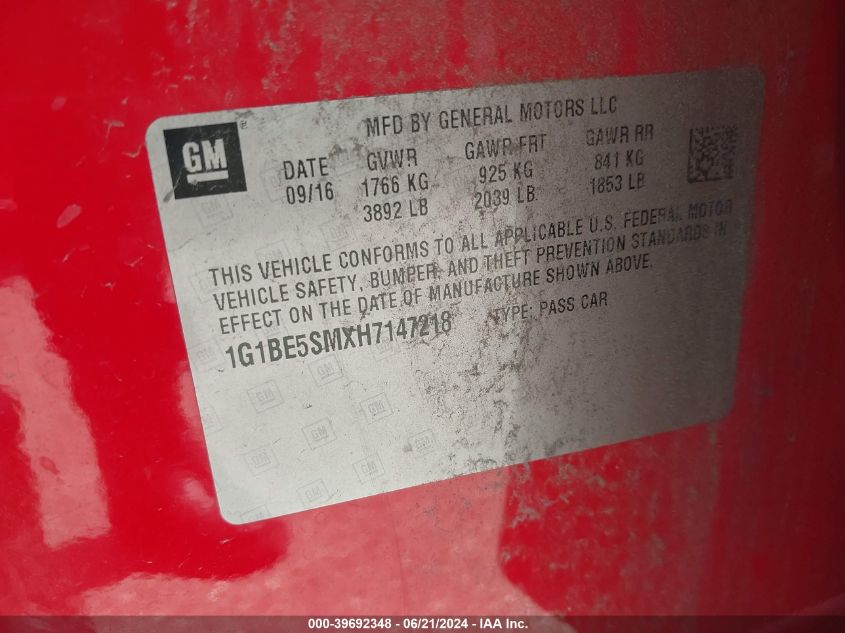 MFD BY GENERAL MOTORS LLC
GM ®
DATE GVWR GAWR FRT GAWR RR
09/16 1766 KG 925 KG 841 KG
3892 LB 2039 LB 1853 LB
THIS VEHICLE CONFORMS TO ALL APPLICABLE U.S. FEDERAL MOTOR
VEHICLE SAFETY, BUMPER, AND THEFT PREVENTION STANDARDS IN
EFFECT ON THE DATE OF MANUFACTURE SHOWN ABOVE.
1G1BE5SMXH7147218 TYPE: PASS CAR
000-39692348 - 06/21/2024 - IAA Inc.